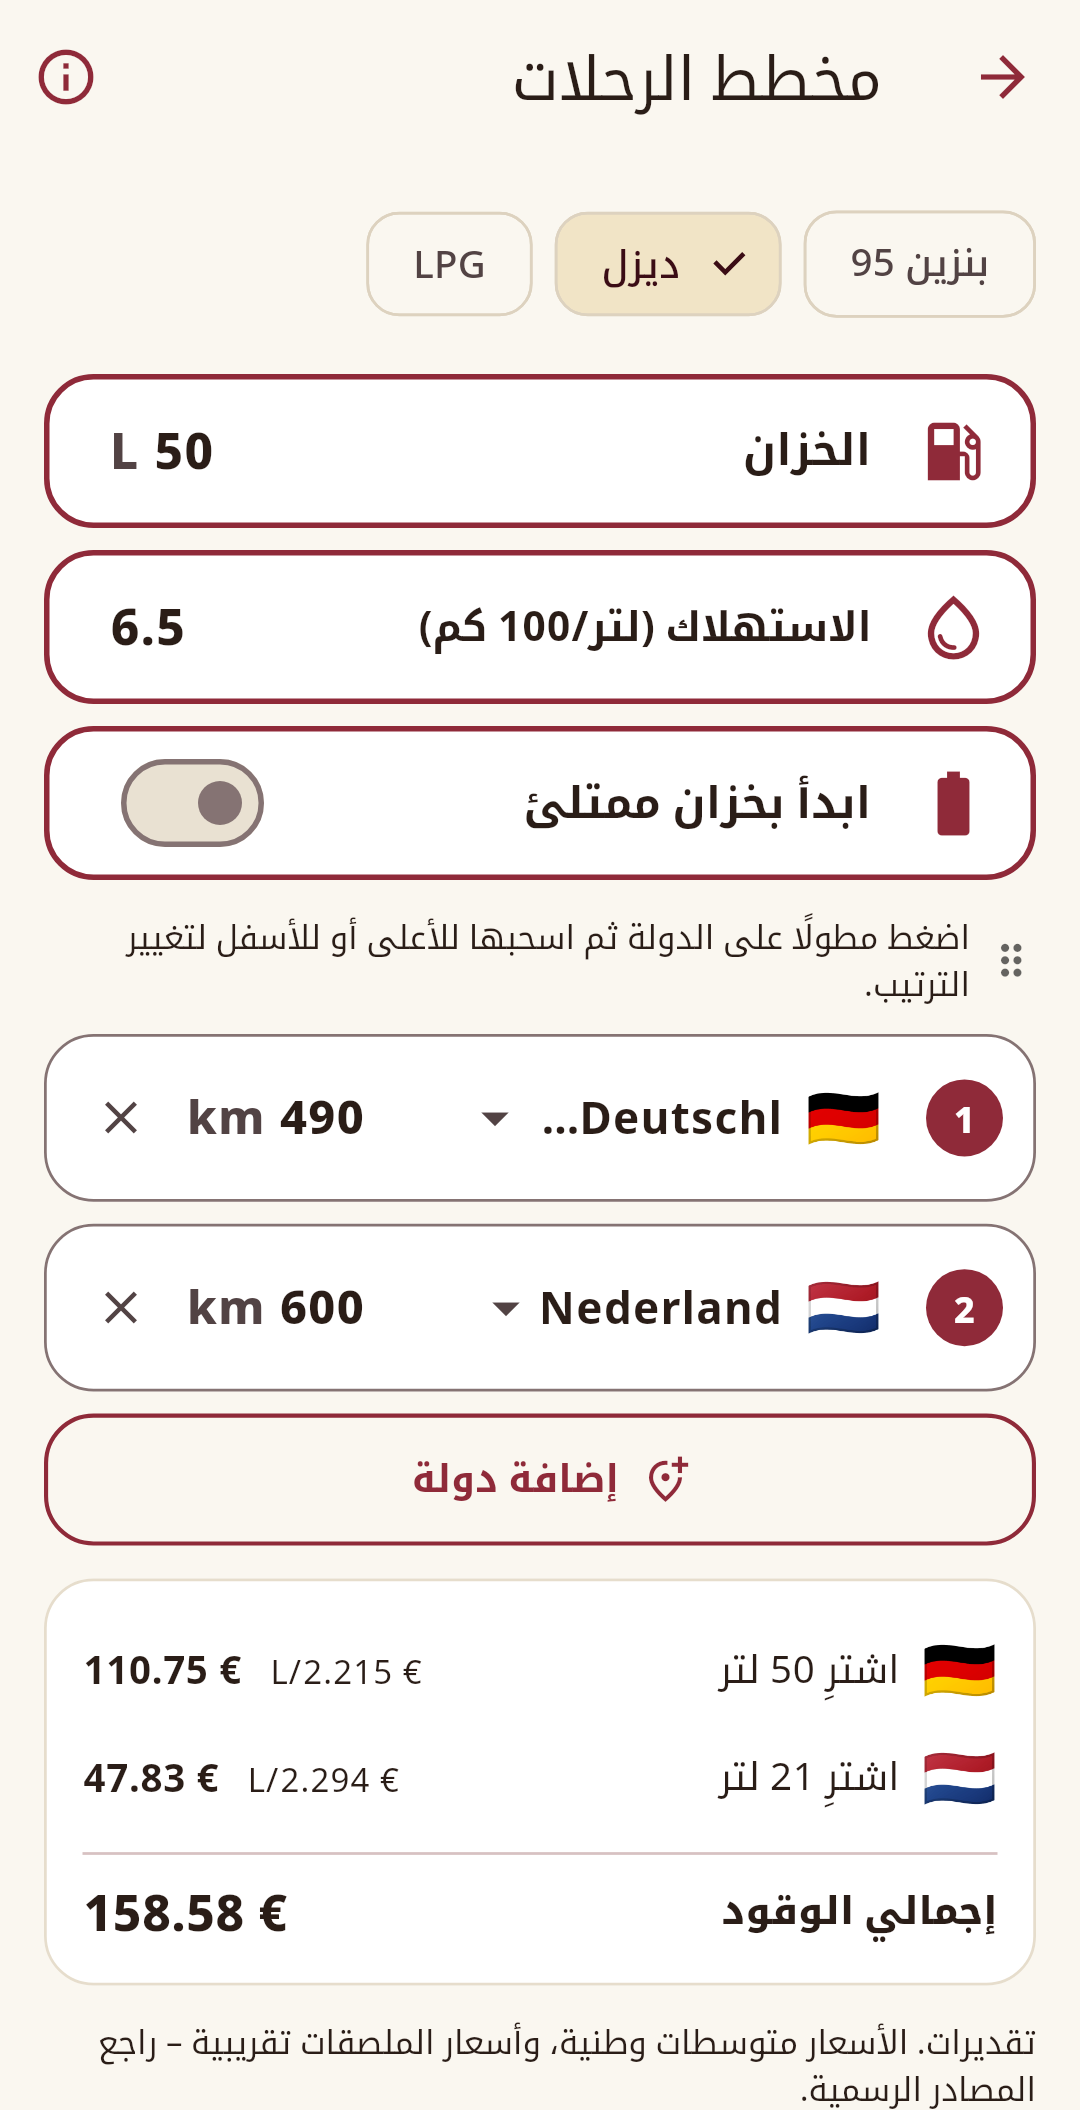 مخطط الرحلات
بنزين 95
ديزل
LPG
الخزان
50 L
الاستهلاك (لتر/100 كم)
6.5
ابدأ بخزان ممتلئ
اضغط مطولًا على الدولة ثم اسحبها للأعلى أو للأسفل لتغيير
الترتيب.
1 Deutschl... 490 km
2 Nederland 600 km
إضافة دولة
اشترِ 50 لتر € 2.215/L € 110.75
اشترِ 21 لتر € 2.294/L € 47.83
إجمالي الوقود € 158.58
تقديرات. الأسعار متوسطات وطنية، وأسعار الملصقات تقريبية – راجع
المصادر الرسمية.